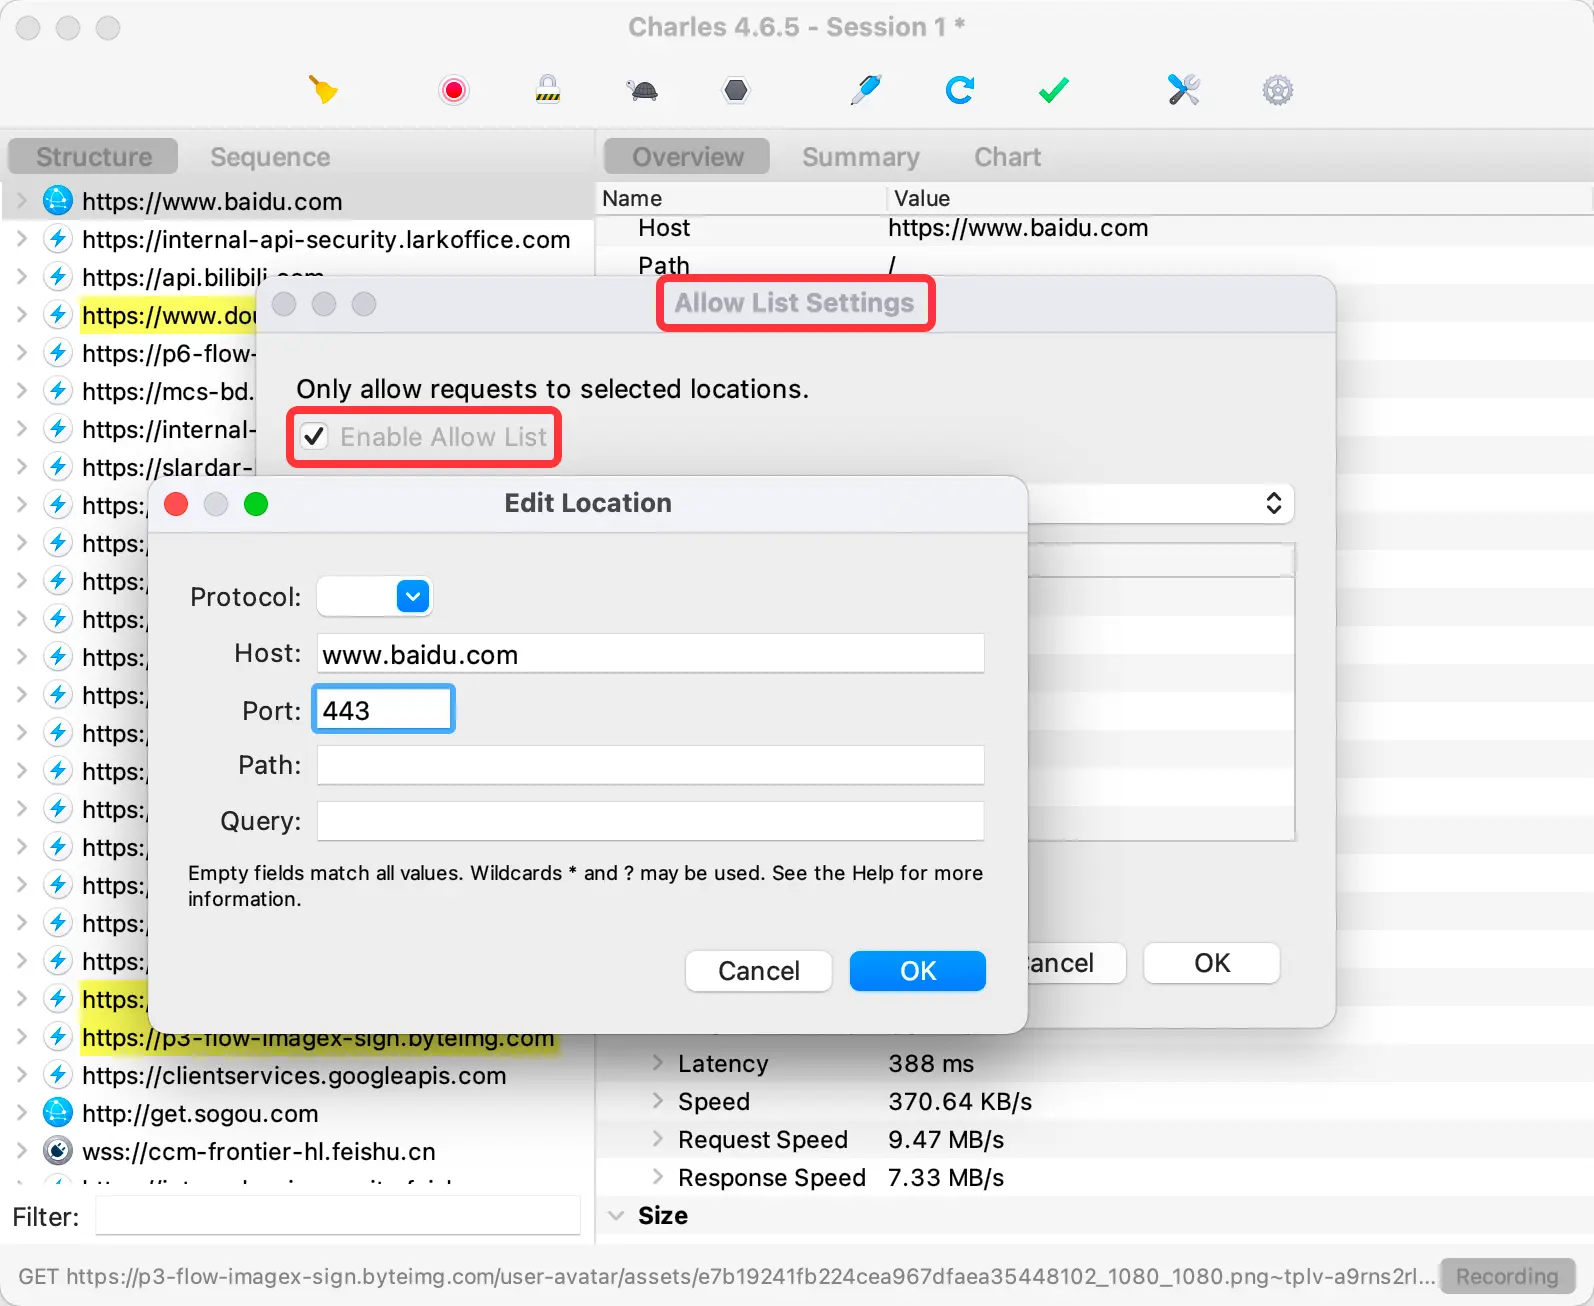 Charles 4.6.5 - Session 1 *
Structure
Sequence
Overview
Summary
Chart
https://www.baidu.com
https://internal-api-security.larkoffice.com
https://api.bilibili.com
https://www.dou
https://p6-flow-
https://mcs-bd.
https://internal-
https://slardar-
https:/
https:/
https:/
https:/
https:/
https:/
https:/
https:/
https:/
https:/
https:/
https:/
https:/
https:/
https://p3-flow-imagex-sign.byteimg.com
https://clientservices.googleapis.com
http://get.sogou.com
wss://ccm-frontier-hl.feishu.cn
Filter:
Name
Value
Host
https://www.baidu.com
Path
/
Allow List Settings
Only allow requests to selected locations.
Enable Allow List
Edit Location
Protocol:
Host:
www.baidu.com
Port:
443
Path:
Query:
Empty fields match all values. Wildcards * and ? may be used. See the Help for more
information.
Cancel
OK
ancel
OK
Latency
388 ms
Speed
370.64 KB/s
Request Speed
9.47 MB/s
Response Speed
7.33 MB/s
Size
GET https://p3-flow-imagex-sign.byteimg.com/user-avatar/assets/e7b19241fb224cea967dfaea35448102_1080_1080.png~tplv-a9rns2rl...
Recording